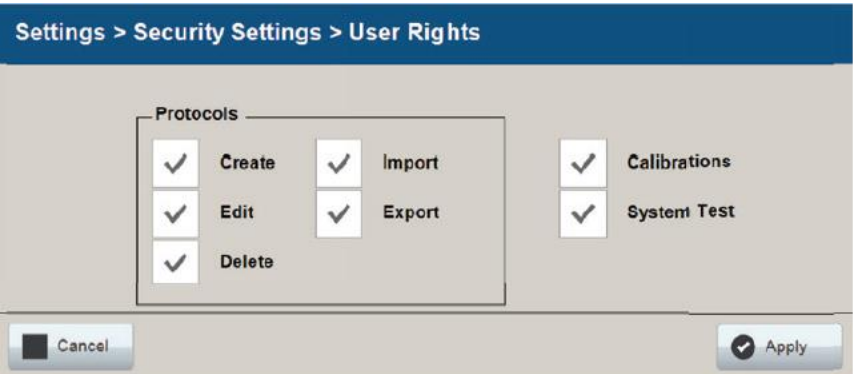 Settings > Security Settings > User Rights
Protocols
Create Import Calibrations
Edit Export System Test
Delete
Cancel Apply